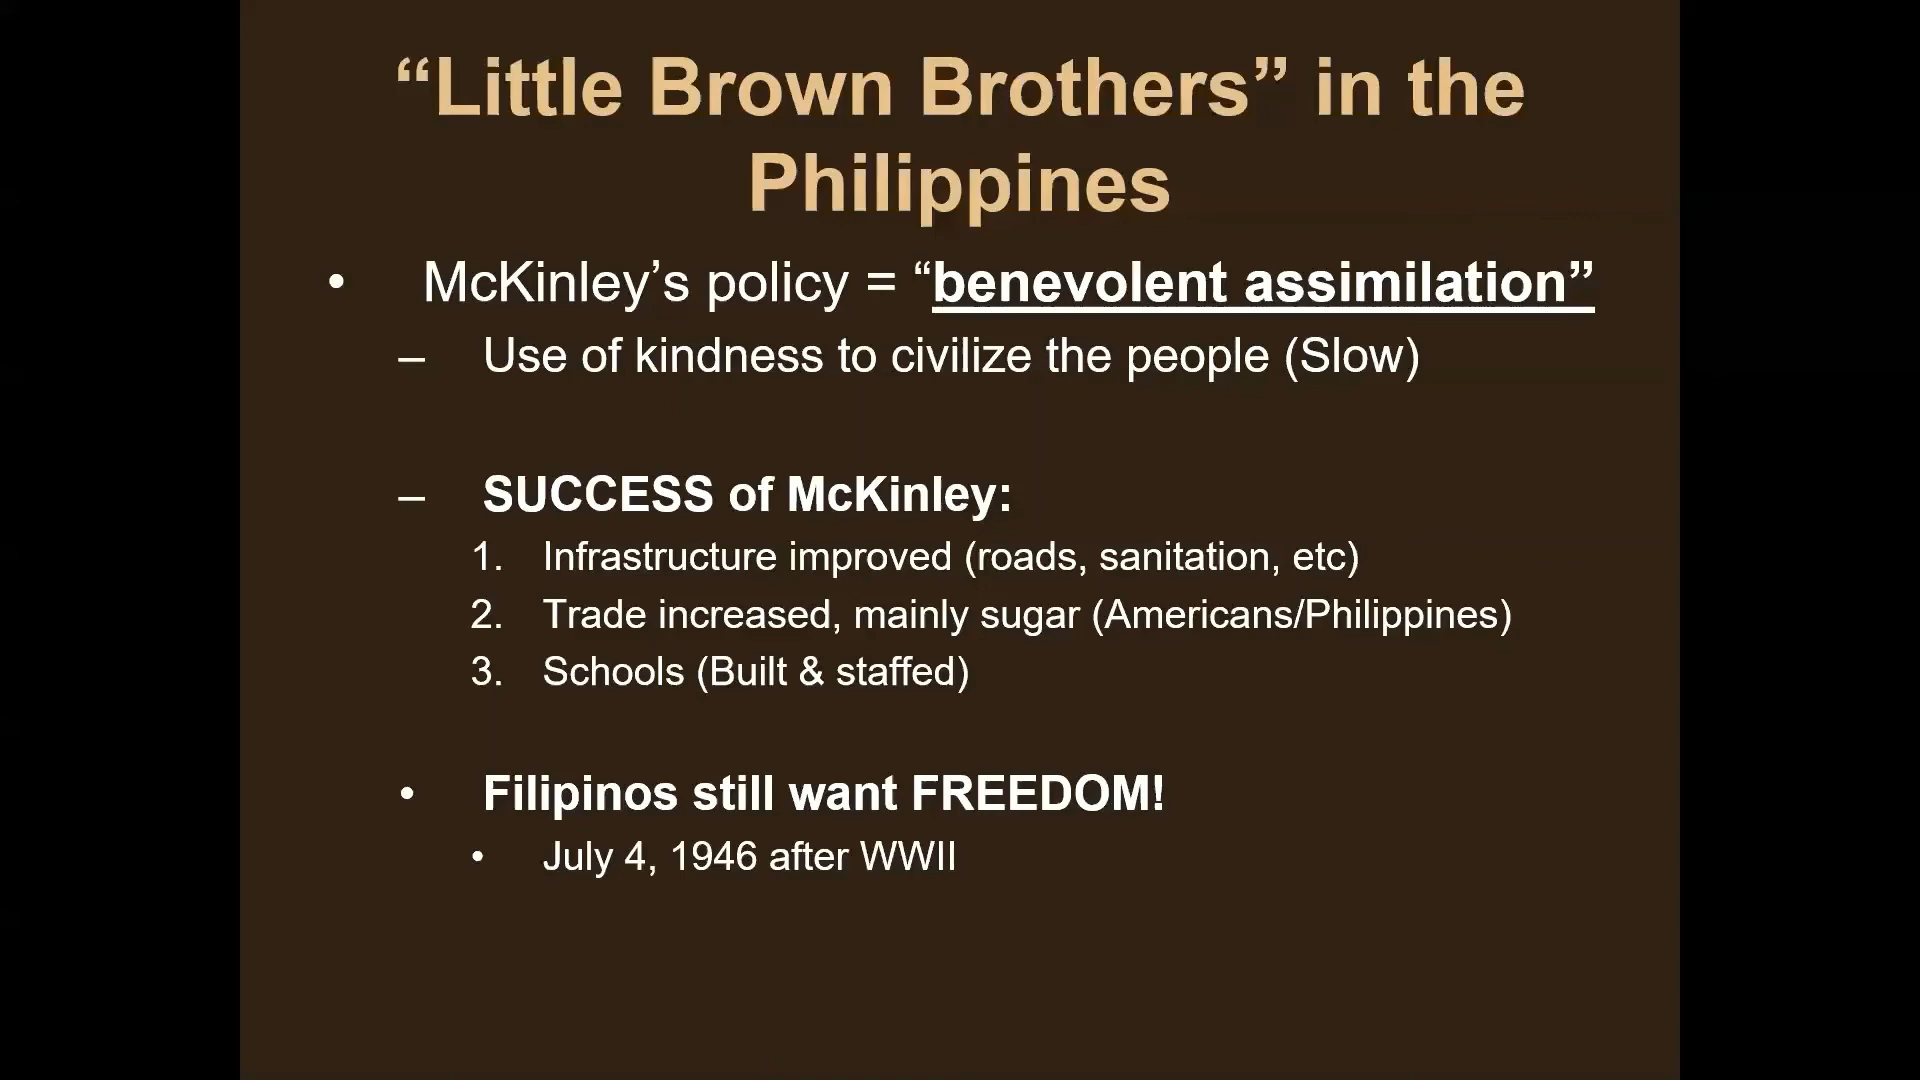 “Little Brown Brothers” in the
Philippines
• McKinley’s policy = “benevolent assimilation”
– Use of kindness to civilize the people (Slow)
– SUCCESS of McKinley:
1. Infrastructure improved (roads, sanitation, etc)
2. Trade increased, mainly sugar (Americans/Philippines)
3. Schools (Built & staffed)
• Filipinos still want FREEDOM!
• July 4, 1946 after WWII